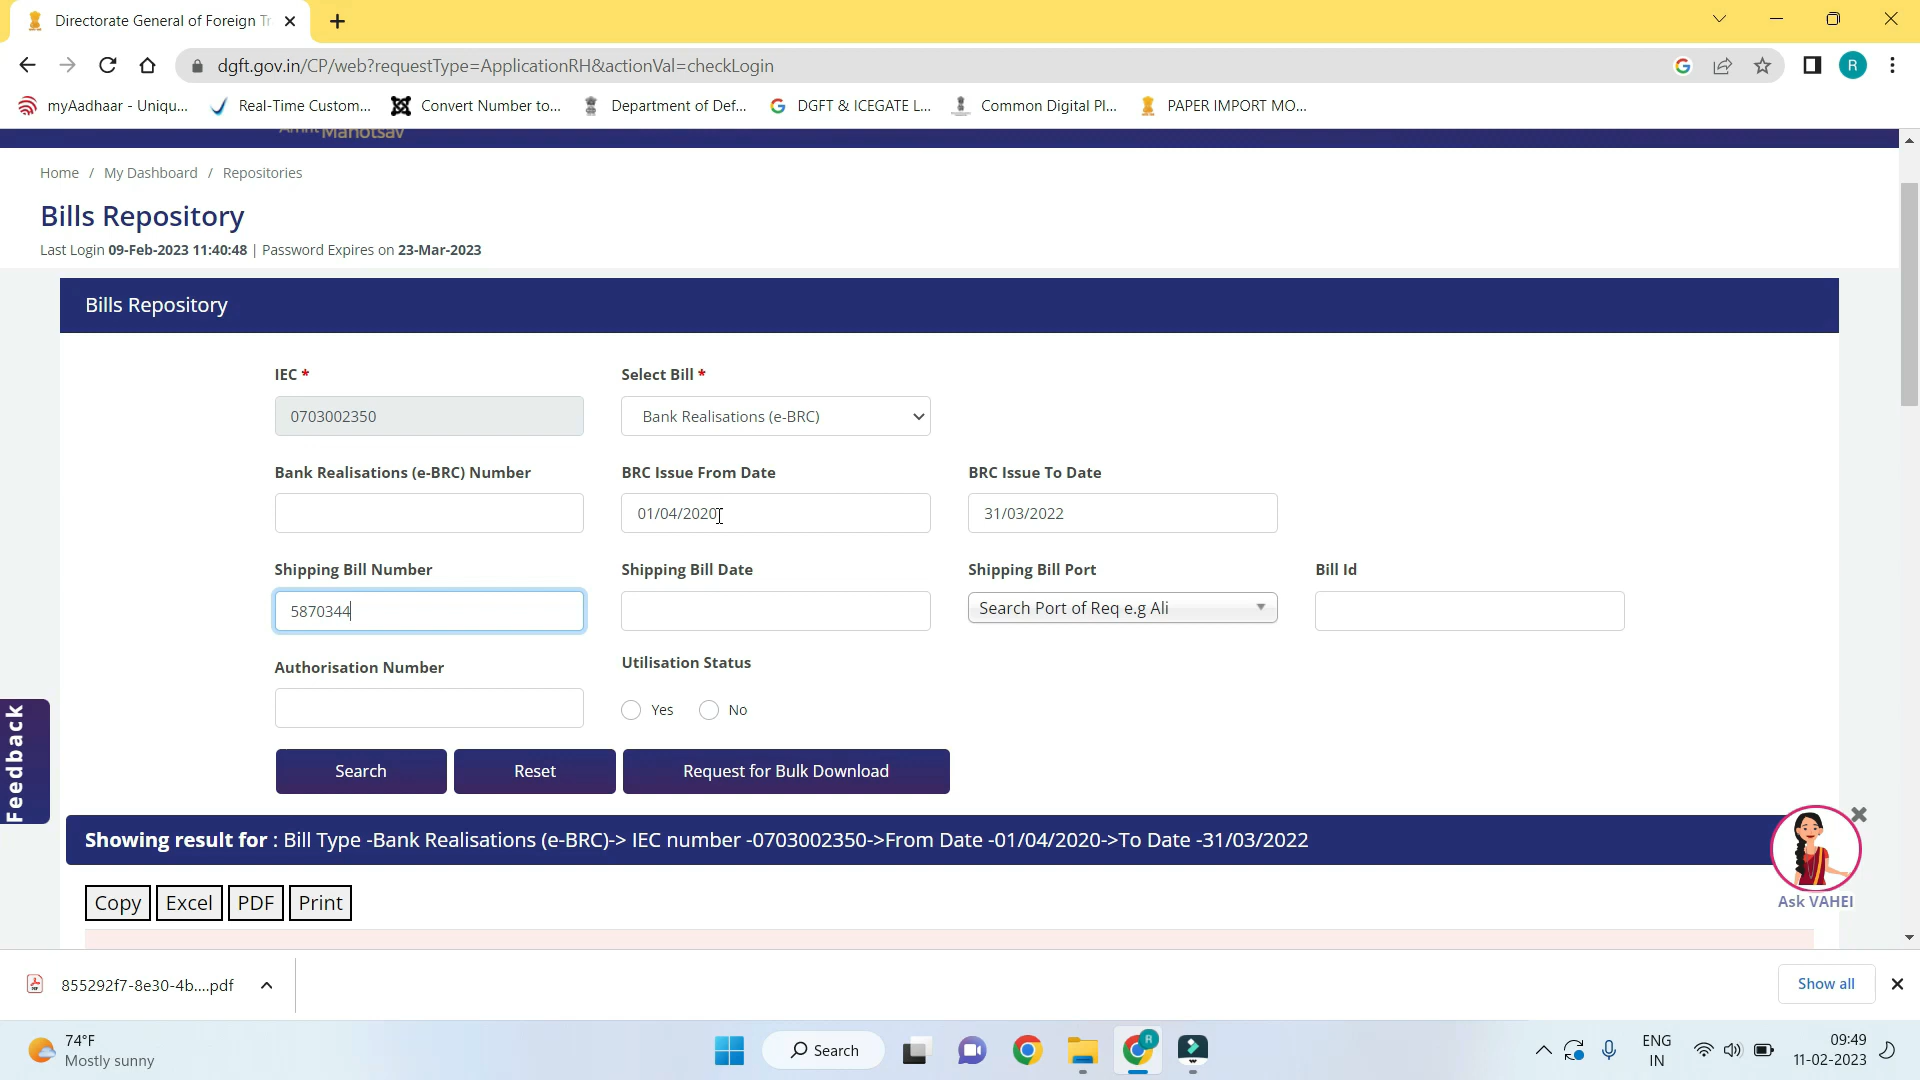 Directorate General of Foreign Tr
dgft.gov.in/CP/web?requestType=ApplicationRH&actionVal=checkLogin
R
myAadhaar - Uniqu... Real-Time Custom... Convert Number to... Department of Def... DGFT & ICEGATE L... Common Digital Pl... PAPER IMPORT MO...
Amrit Mahotsav
Home / My Dashboard / Repositories
Bills Repository
Last Login 09-Feb-2023 11:40:48 | Password Expires on 23-Mar-2023
Bills Repository
IEC * Select Bill *
0703002350 Bank Realisations (e-BRC)
Bank Realisations (e-BRC) Number BRC Issue From Date BRC Issue To Date
01/04/2020 31/03/2022
Shipping Bill Number Shipping Bill Date Shipping Bill Port Bill Id
5870344 Search Port of Req e.g Ali
Authorisation Number Utilisation Status
Yes No
Feedback
Search Reset Request for Bulk Download
Showing result for : Bill Type -Bank Realisations (e-BRC)-> IEC number -0703002350->From Date -01/04/2020->To Date -31/03/2022
Copy Excel PDF Print
Ask VAHEI
855292f7-8e30-4b....pdf Show all
74°F
Mostly sunny
Search
R
ENG
IN
09:49
11-02-2023